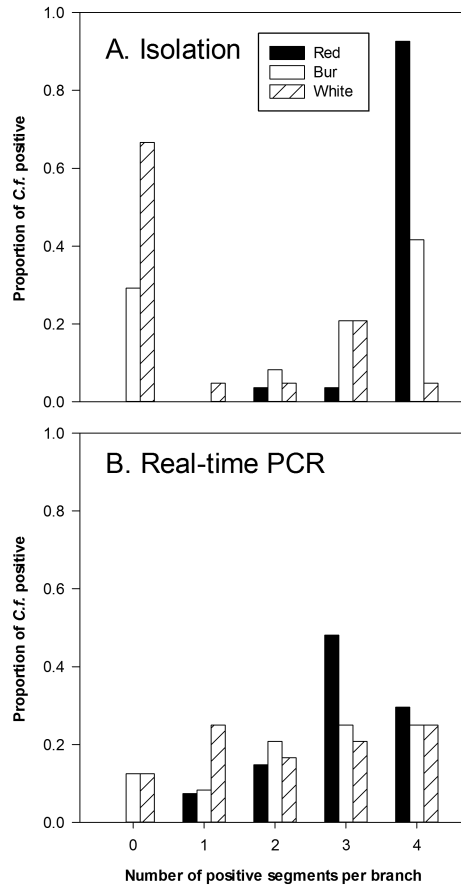 A. Isolation
Red
Bur
White
Proportion of C.f. positive
1.0
0.8
0.6
0.4
0.2
0.0
B. Real-time PCR
Proportion of C.f. positive
1.0
0.8
0.6
0.4
0.2
0.0
0 1 2 3 4
Number of positive segments per branch